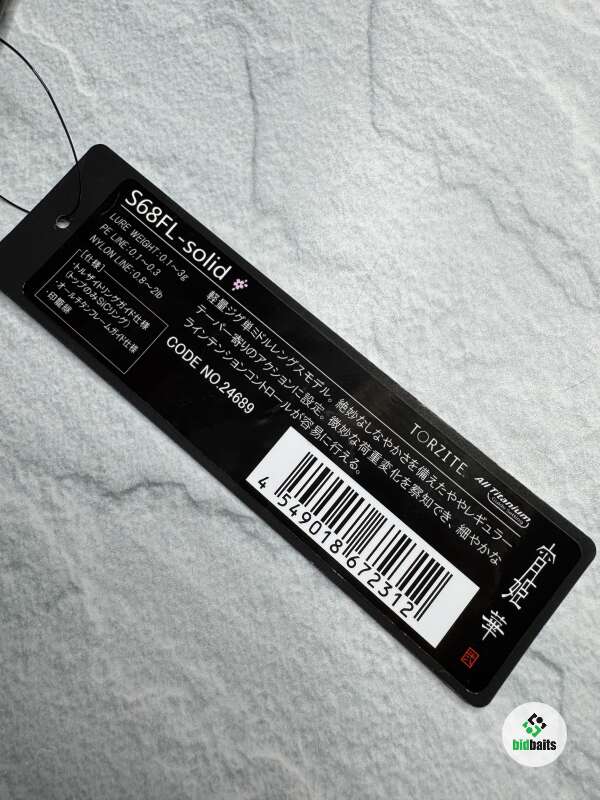 S68FL-solid
LURE WEIGHT:0.1~3g
PE LINE:0.1~0.3
NYLON LINE:0.8~2lb
[仕様]
・トルザイトリングガイド仕様
(トップのみSiCリング)
・オールチタンフレームガイド仕様
・印籠継
軽量ジグ単ミドルレングスモデル。絶妙なしなやかさを備えたややレギュラー
テーパー寄りのアクションに設定。微妙な荷重変化を察知でき、細やかな
ラインテンションコントロールが容易に行える。
CODE NO.24689
TORZITE
All Titanium
4 549018 672312
宵姫
華
bidbaits